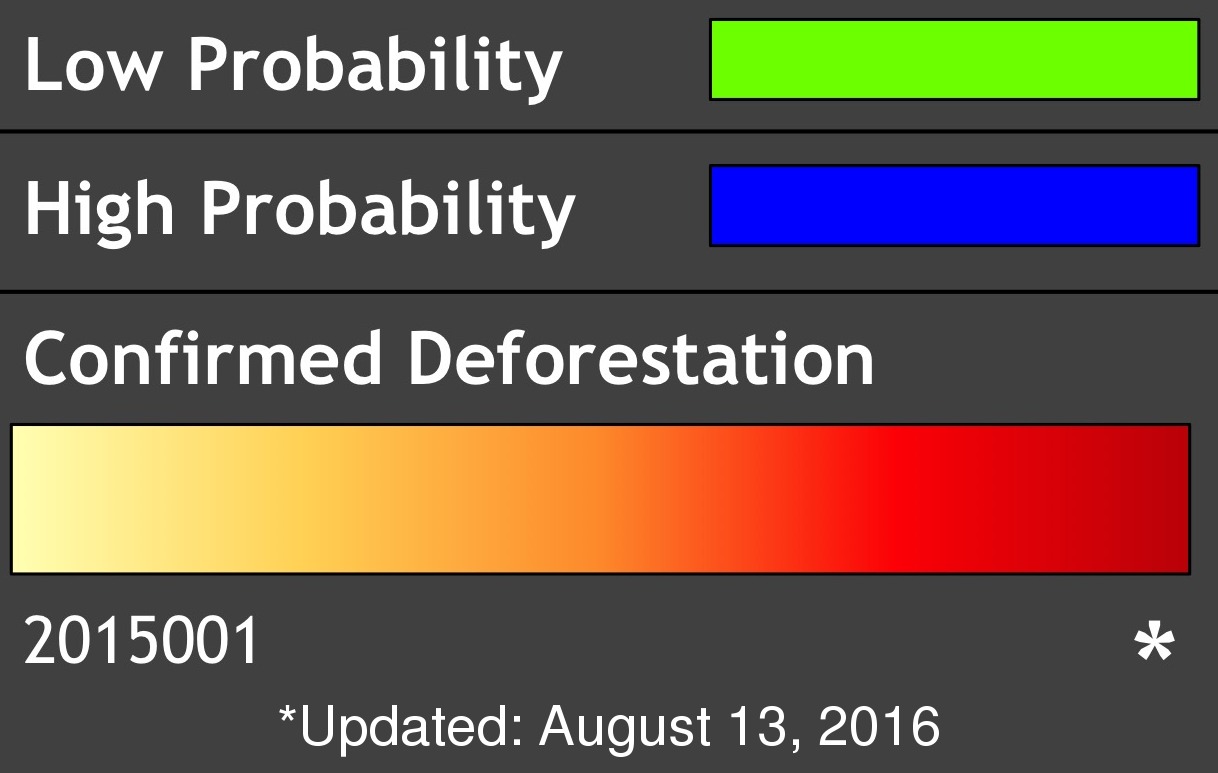 Low Probability
High Probability
Confirmed Deforestation
2015001
*
*Updated: August 13, 2016